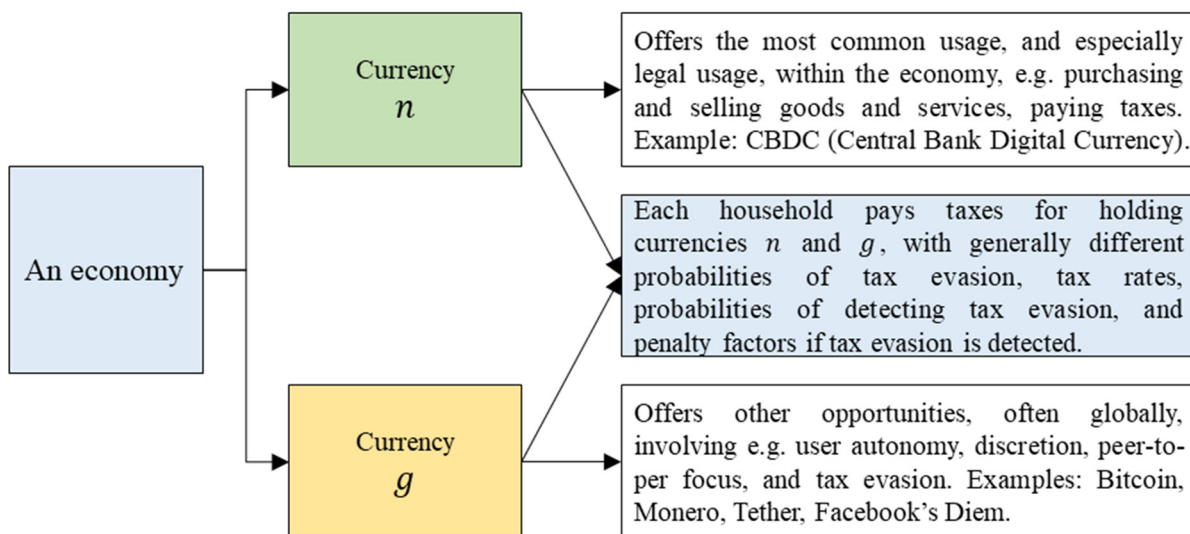 An economy
Currency
n
Offers the most common usage, and especially
legal usage, within the economy, e.g. purchasing
and selling goods and services, paying taxes.
Example: CBDC (Central Bank Digital Currency).
Each household pays taxes for holding
currencies n and g, with generally different
probabilities of tax evasion, tax rates,
probabilities of detecting tax evasion, and
penalty factors if tax evasion is detected.
Currency
g
Offers other opportunities, often globally,
involving e.g. user autonomy, discretion, peer-to-
per focus, and tax evasion. Examples: Bitcoin,
Monero, Tether, Facebook's Diem.